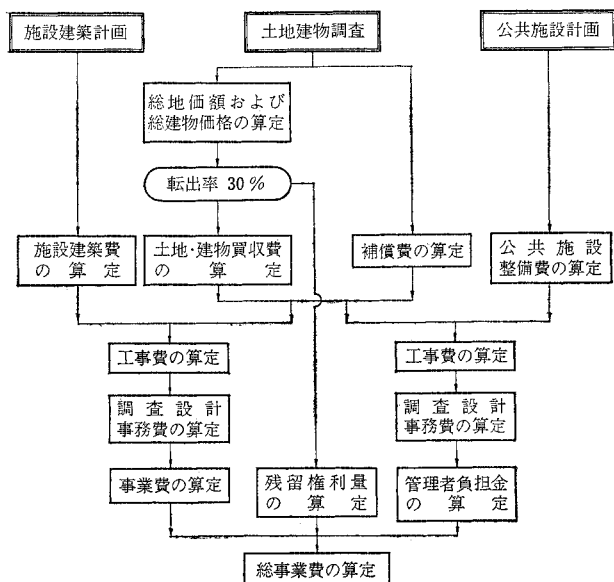 施設建築計画
土地建物調査
公共施設計画
総地価額および
総建物価格の算定
転出率 30%
施設建築費
の算定
土地・建物買収費
の算定
補償費の算定
公共施設
整備費の算定
工事費の算定
工事費の算定
調査設計
事務費の算定
調査設計
事務費の算定
事業費の算定
残留権利量
の算定
管理者負担金
の算定
総事業費の算定